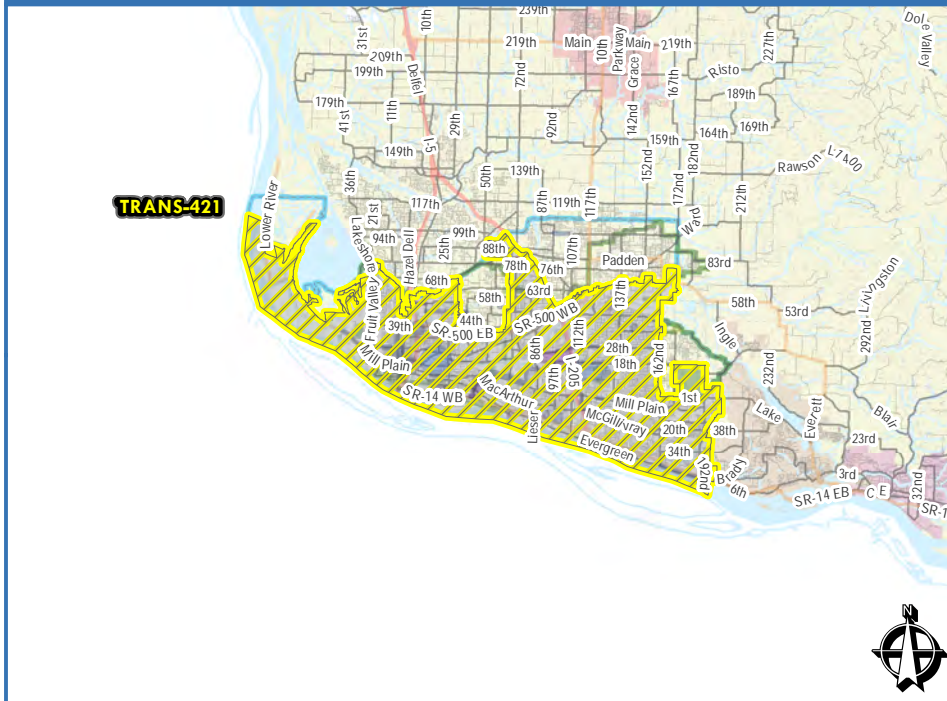 239th
10th
31st
Dole Valley
227th
219th
Main
10th
Parkway
Main
219th
72nd
209th
Delfel
199th
Grace
167th
Risto
189th
179th
41st
11th
29th
92nd
142nd
159th
164th
169th
I-5
149th
50th
139th
152nd
182nd
Rawson
36th
172nd
212th
TRANS-421
Lower River
21st
117th
87th
119th
117th
Ward
Lakeshore
94th
Hazel Dell
99th
25th
88th
107th
78th
76th
Padden
83rd
68th
58th
63rd
137th
58th
53rd
Livingston
Fruit Valley
39th
44th
SR-500 EB
SR-500 WB
112th
Ingle
292nd
Mill Plain
86th
28th
18th
162nd
232nd
I-205
97th
MacArthur
SR-14 WB
1st
Mill Plain
McGillivray
Lake
Everett
Blair
Lieser
20th
38th
Evergreen
34th
23rd
192nd
Brady
6th
3rd
32nd
SR-14 EB
C
E
SR-1
N